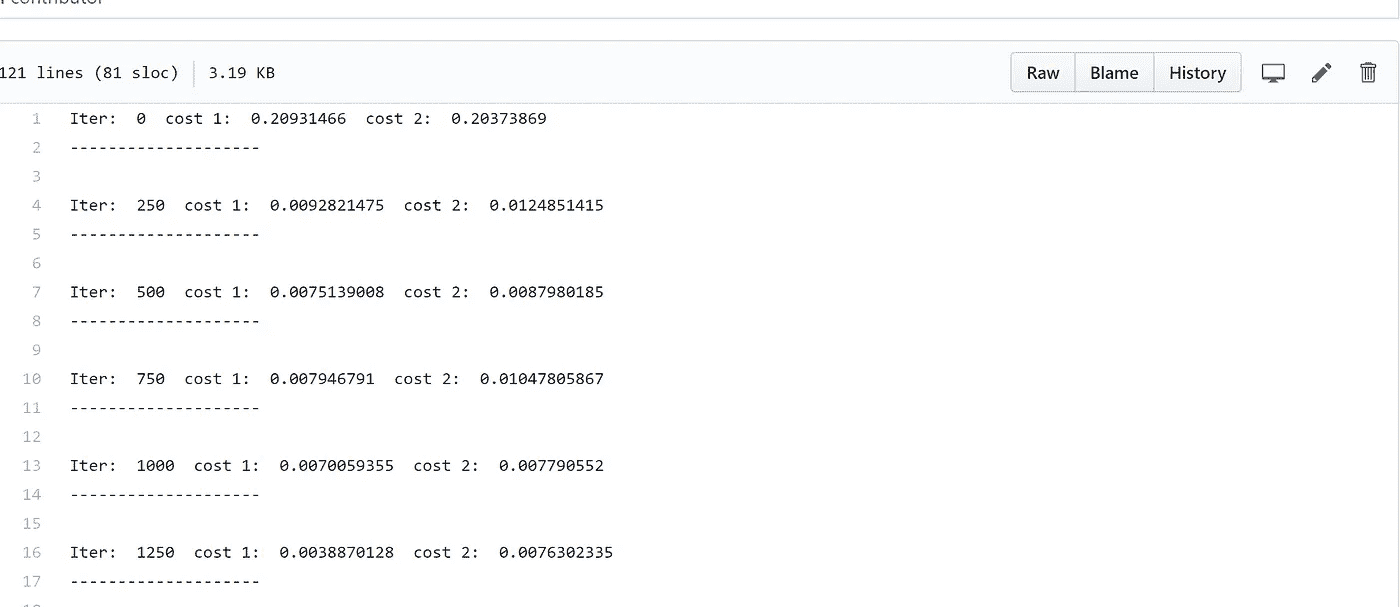 contributor
121 lines (81 sloc) 3.19 KB Raw Blame History
1 Iter:  0  cost 1:  0.20931466  cost 2:  0.20373869
2 --------------------
3
4 Iter:  250  cost 1:  0.0092821475  cost 2:  0.0124851415
5 --------------------
6
7 Iter:  500  cost 1:  0.0075139008  cost 2:  0.0087980185
8 --------------------
9
10 Iter:  750  cost 1:  0.007946791  cost 2:  0.01047805867
11 --------------------
12
13 Iter:  1000  cost 1:  0.0070059355  cost 2:  0.007790552
14 --------------------
15
16 Iter:  1250  cost 1:  0.0038870128  cost 2:  0.0076302335
17 --------------------